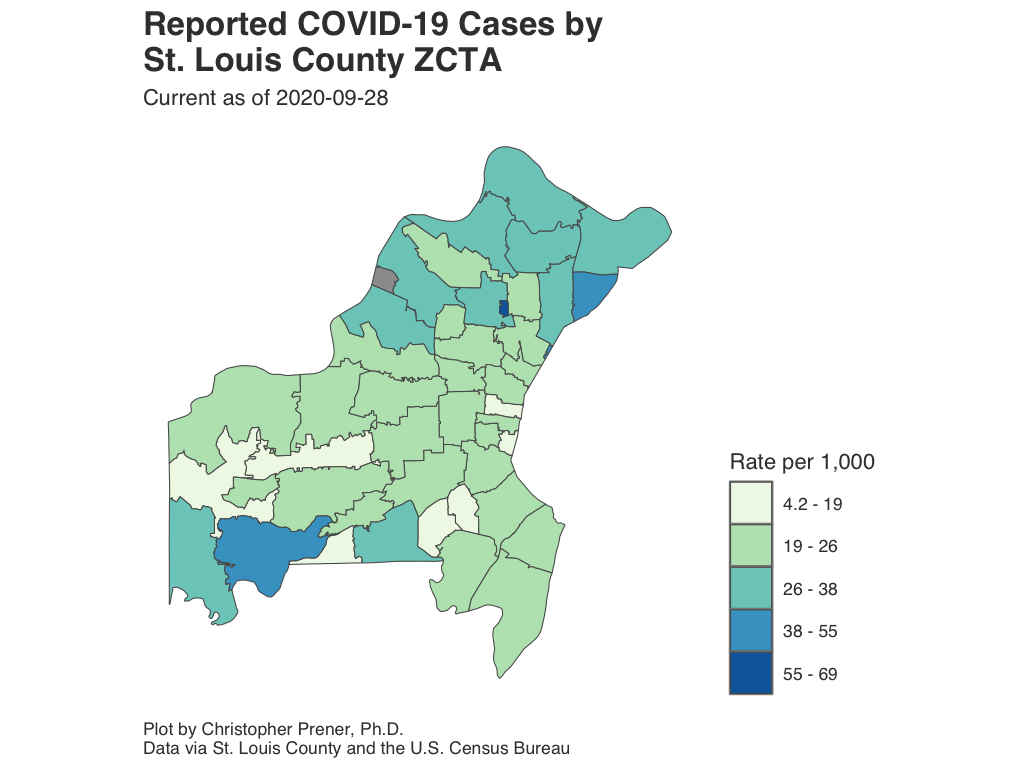 Reported COVID-19 Cases by
St. Louis County ZCTA
Current as of 2020-09-28
Rate per 1,000
4.2 - 19
19 - 26
26 - 38
38 - 55
55 - 69
Plot by Christopher Prener, Ph.D.
Data via St. Louis County and the U.S. Census Bureau